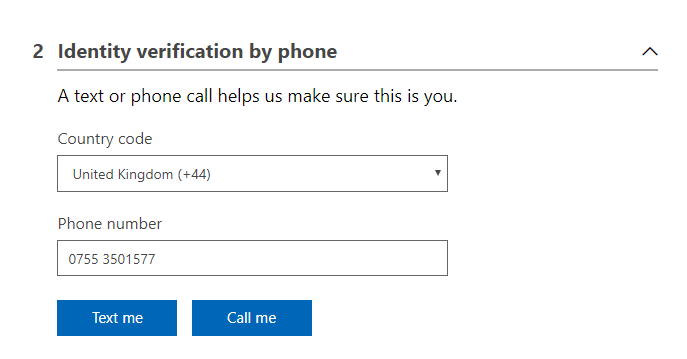 2 Identity verification by phone
A text or phone call helps us make sure this is you.
Country code
United Kingdom (+44)
Phone number
0755 3501577
Text me Call me